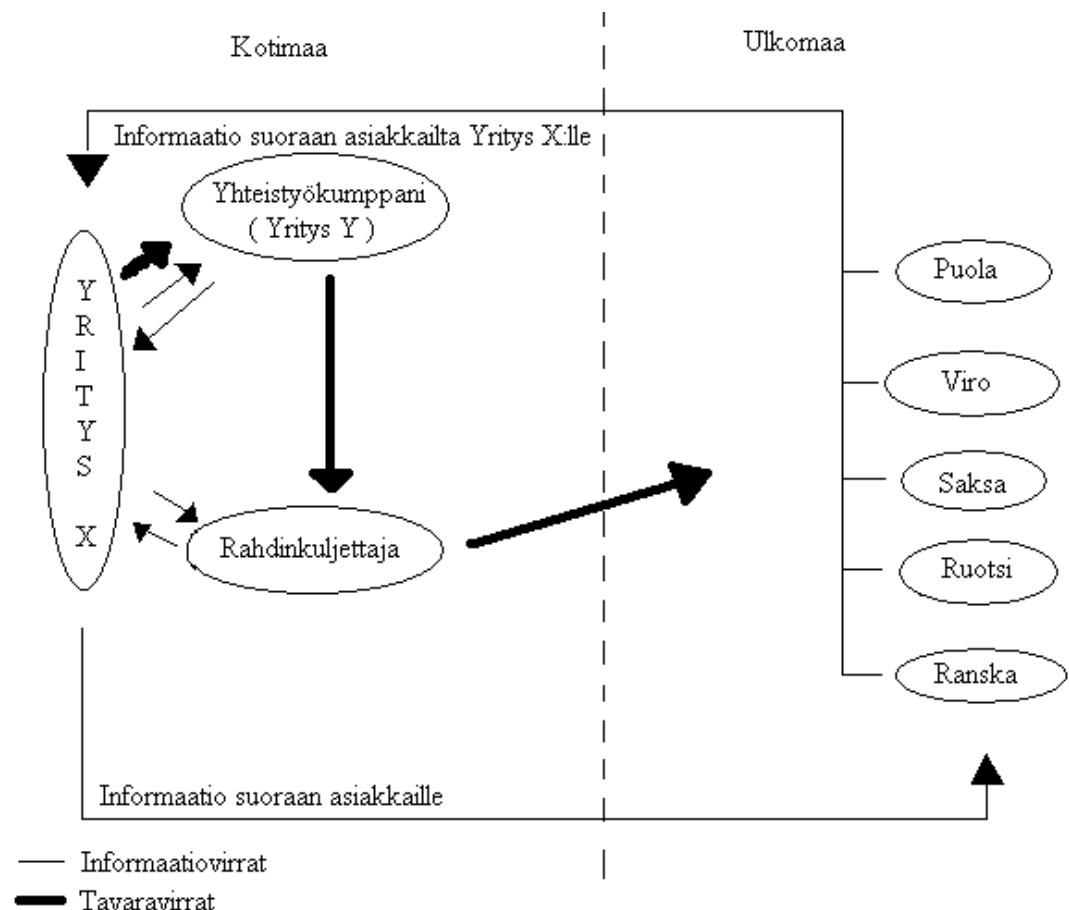 Kotimaa
Ulkomaa
Informaatio suoraan asiakkailta Yritys X:lle
Yhteistyökumppani
( Yritys Y )
YRITYS X
Puola
Viro
Saksa
Rahdinkuljettaja
Ruotsi
Ranska
Informaatio suoraan asiakkaille
Informaatiovirrat
Tavaravirrat